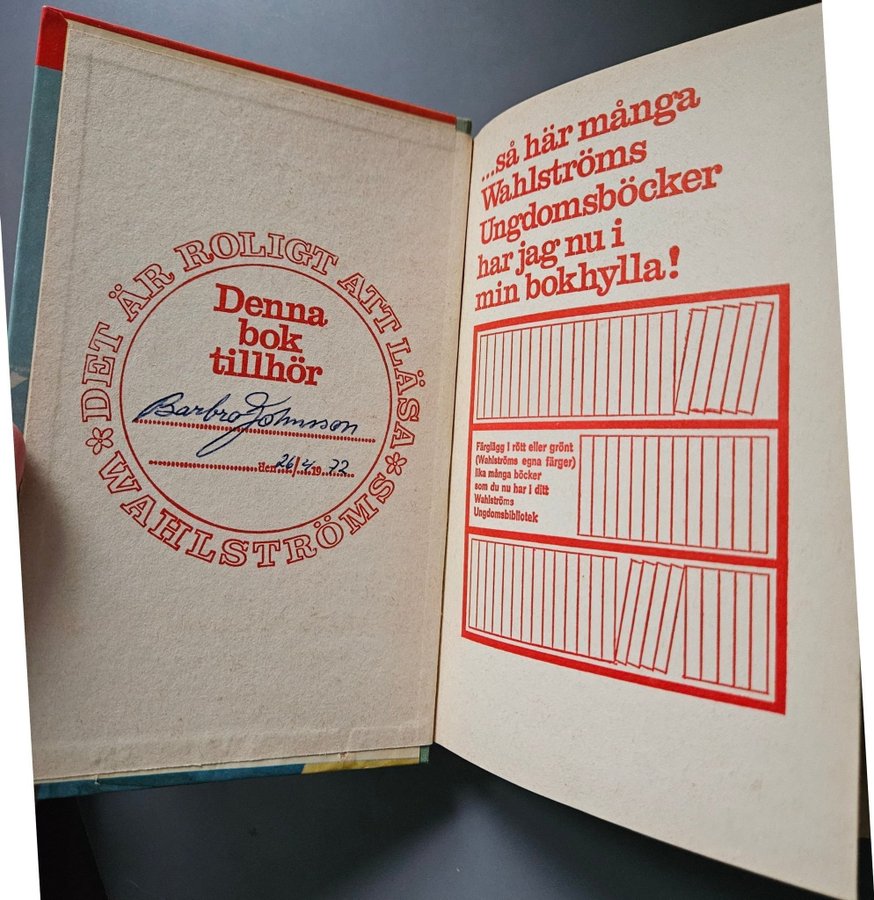 DET ÄR ROLIGT ATT LÄSA
Denna
bok
tillhör
Barbro Johnsson
den 26/4 1972
WAHLSTRÖMS
...så här många
Wahlströms
Ungdomsböcker
har jag nu i
min bokhylla!
Färglägg i rött eller grönt
(Wahlströms egna färger)
lika många böcker
som du nu har i ditt
Wahlströms
Ungdomsbibliotek